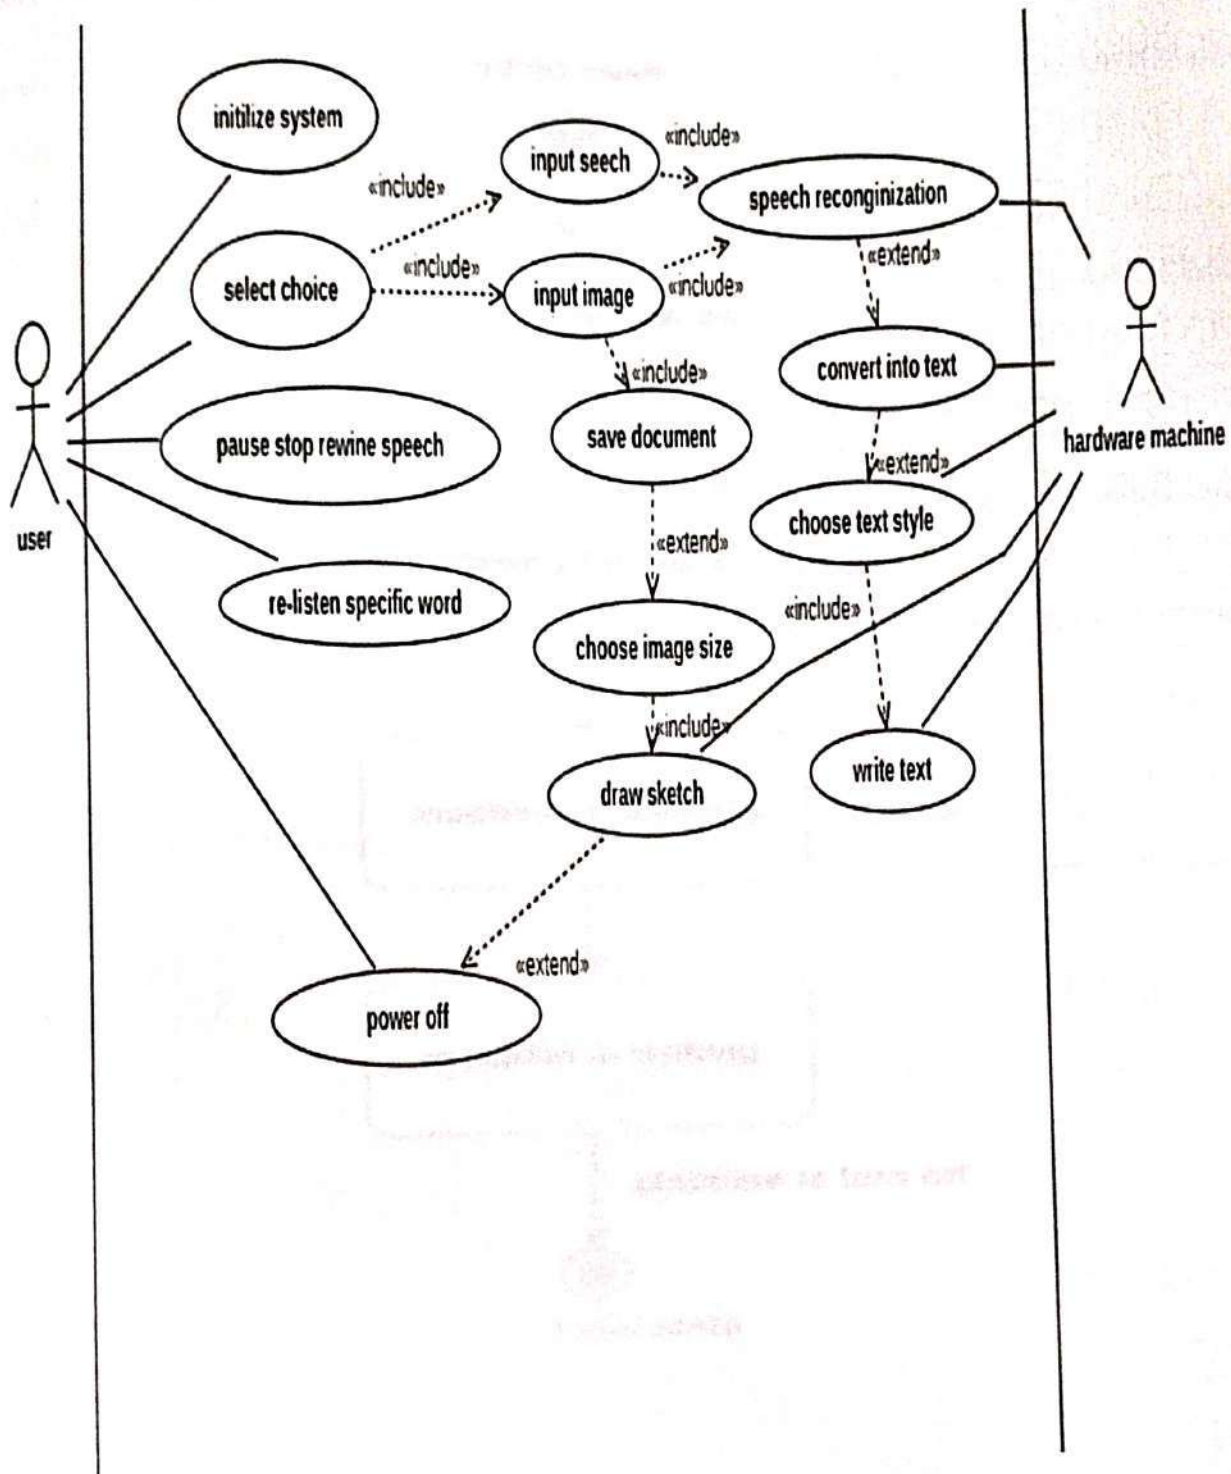 initilize system
input seech
«include»
«include»
speech reconginization
«include»
select choice
«include»
input image
«include»
«extend»
convert into text
«include»
pause stop rewine speech
save document
hardware machine
«extend»
choose text style
user
«extend»
re-listen specific word
«include»
choose image size
«include»
write text
draw sketch
«extend»
power off